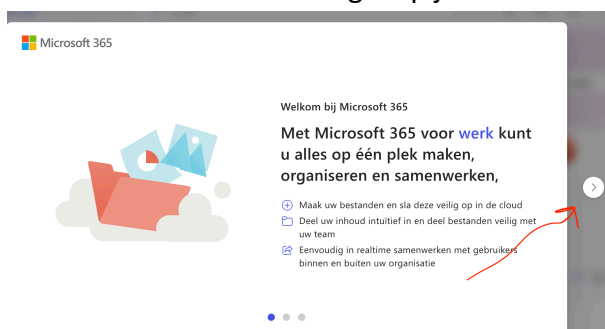 Microsoft 365
Welkom bij Microsoft 365
Met Microsoft 365 voor werk kunt
u alles op één plek maken,
organiseren en samenwerken,
Maak uw bestanden en sla deze veilig op in de cloud
Deel uw inhoud intuïtief in en deel bestanden veilig met
uw team
Eenvoudig in realtime samenwerken met gebruikers
binnen en buiten uw organisatie